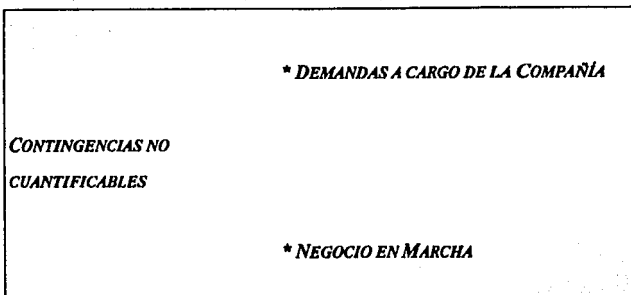 * DEMANDAS A CARGO DE LA COMPAÑÍA
CONTINGENCIAS NO
CUANTIFICABLES
* NEGOCIO EN MARCHA